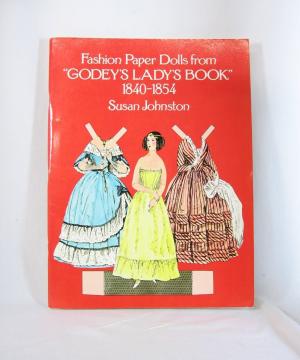 Fashion Paper Dolls from
"GODEY'S LADY'S BOOK"
1840-1854
Susan Johnston